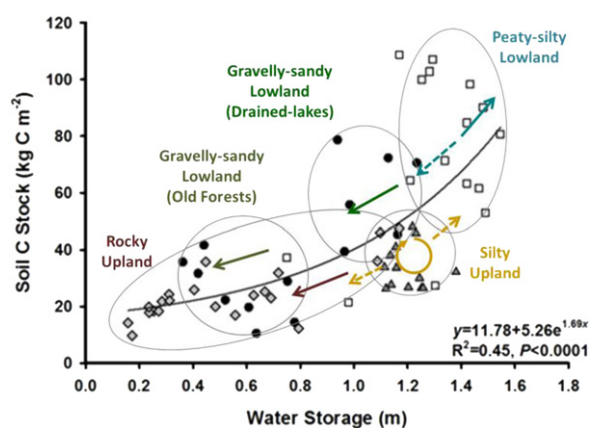 Soil C Stock (kg C m-2)
120
100
80
60
40
20
0
Peaty-silty
Lowland
Gravelly-sandy
Lowland
(Drained-lakes)
Gravelly-sandy
Lowland
(Old Forests)
Rocky
Upland
Silty
Upland
y=11.78+5.26e1.69x
R2=0.45, P<0.0001
0.0 0.2 0.4 0.6 0.8 1.0 1.2 1.4 1.6 1.8
Water Storage (m)